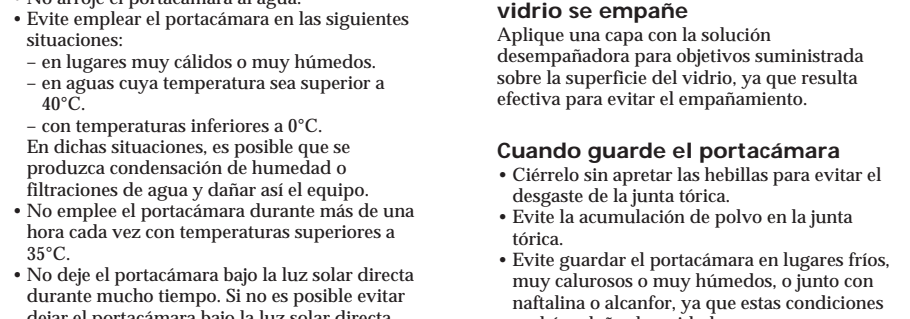 • No arroje el portacámara al agua.
• Evite emplear el portacámara en las siguientes
situaciones:
– en lugares muy cálidos o muy húmedos.
– en aguas cuya temperatura sea superior a
40°C.
– con temperaturas inferiores a 0°C.
En dichas situaciones, es posible que se
produzca condensación de humedad o
filtraciones de agua y dañar así el equipo.
• No emplee el portacámara durante más de una
hora cada vez con temperaturas superiores a
35°C.
• No deje el portacámara bajo la luz solar directa
durante mucho tiempo. Si no es posible evitar
dejar el portacámara bajo la luz solar directa
vidrio se empañe
Aplique una capa con la solución
desempañadora para objetivos suministrada
sobre la superficie del vidrio, ya que resulta
efectiva para evitar el empañamiento.
Cuando guarde el portacámara
• Ciérrelo sin apretar las hebillas para evitar el
desgaste de la junta tórica.
• Evite la acumulación de polvo en la junta
tórica.
• Evite guardar el portacámara en lugares fríos,
muy calurosos o muy húmedos, o junto con
naftalina o alcanfor, ya que estas condiciones